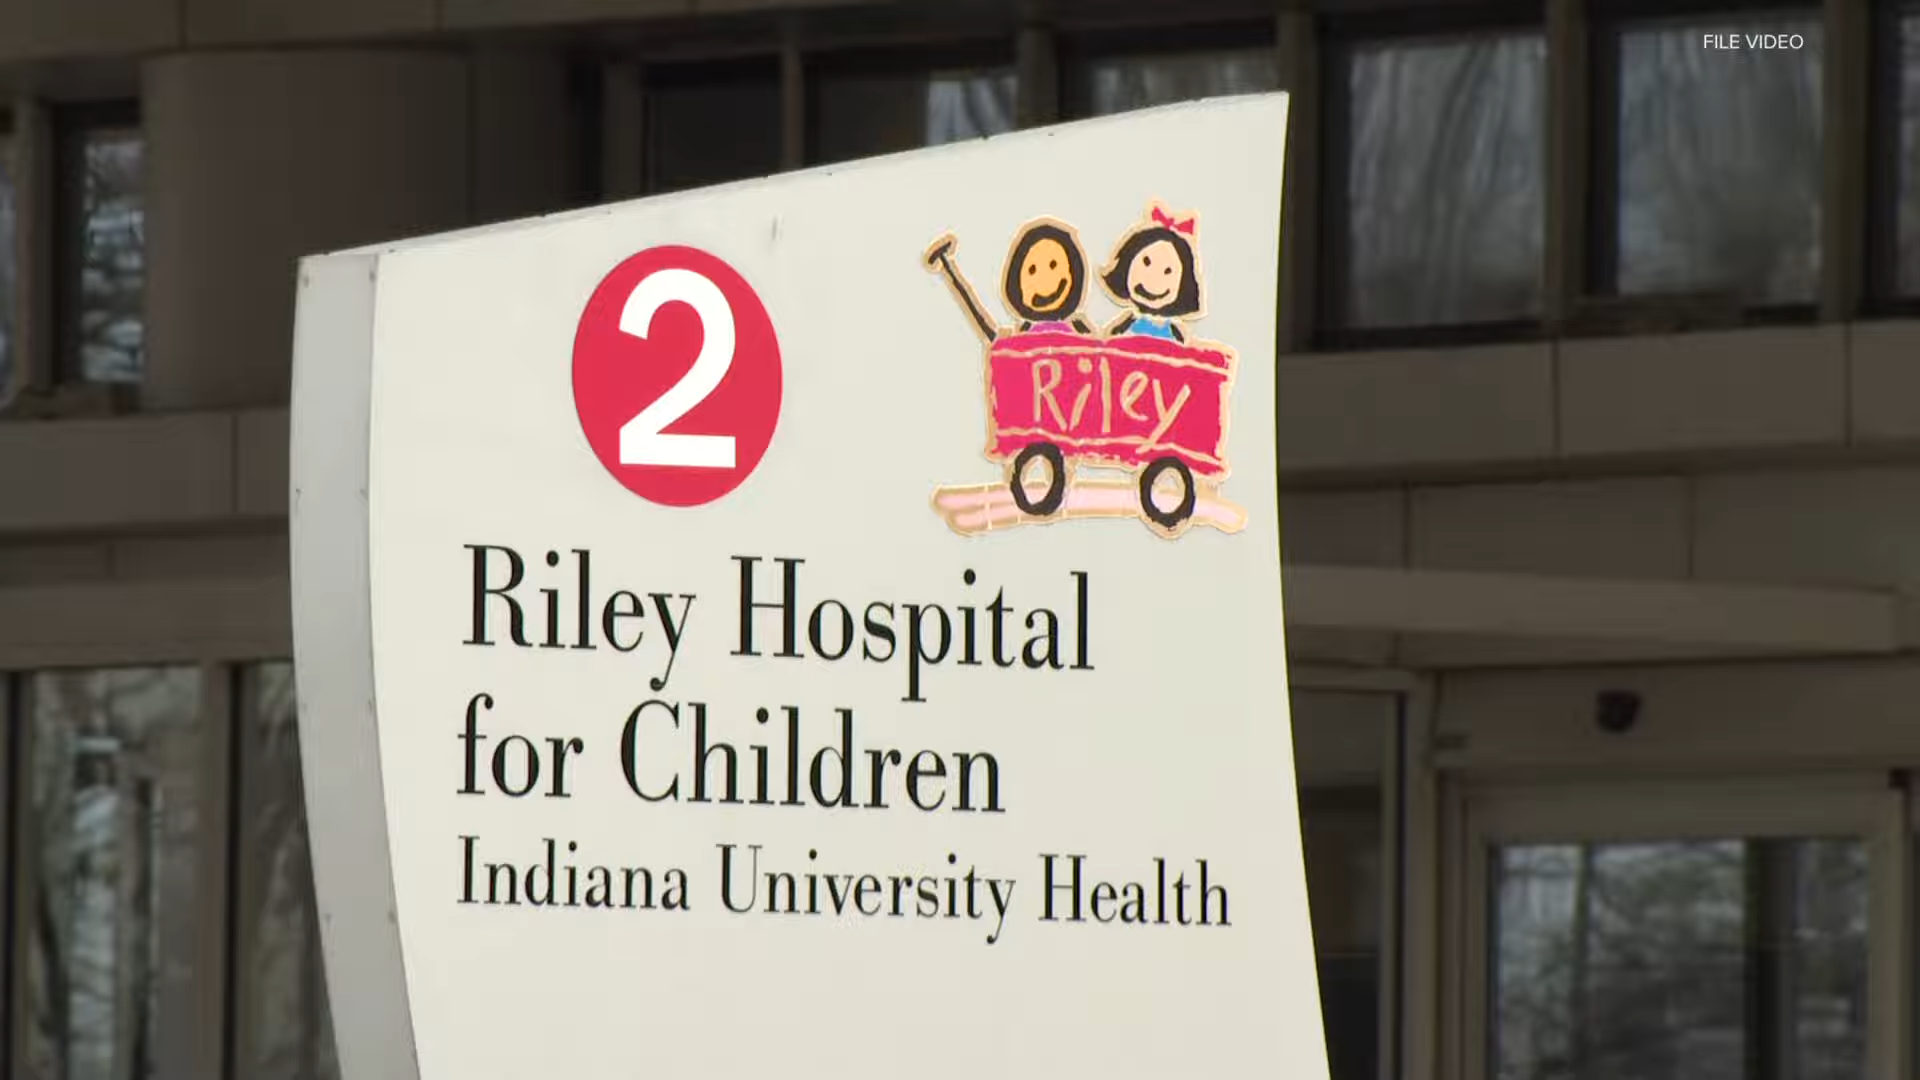 FILE VIDEO
2
Riley
Riley Hospital
for Children
Indiana University Health